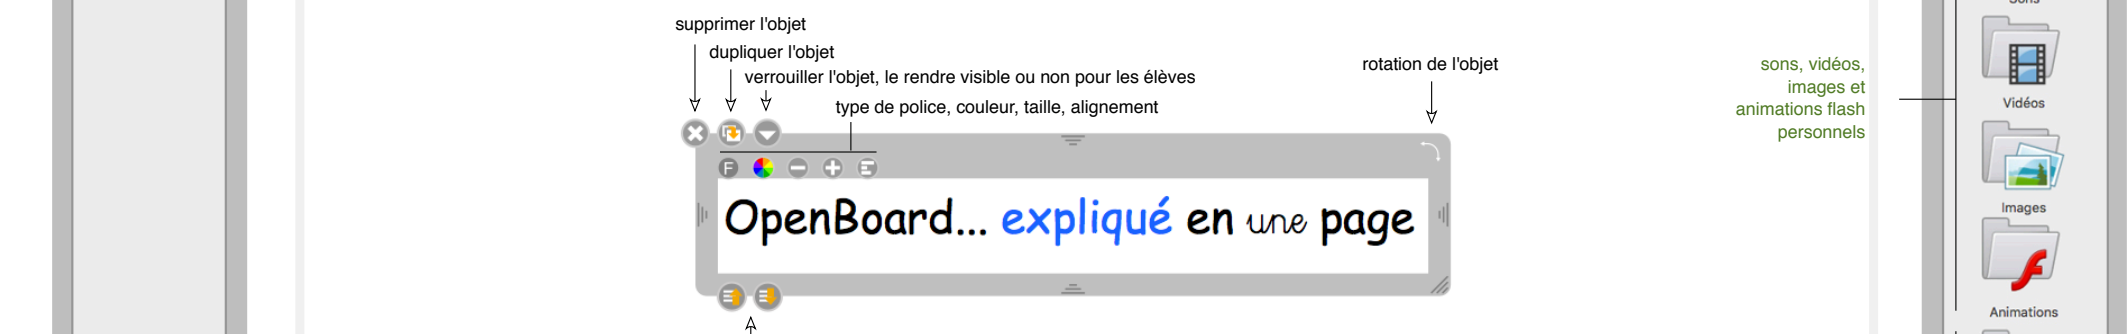 supprimer l'objet
dupliquer l'objet
verrouiller l'objet, le rendre visible ou non pour les élèves
type de police, couleur, taille, alignement
rotation de l'objet
F
OpenBoard... expliqué en une page
sons, vidéos,
images et
animations flash
personnels
Sons
Vidéos
Images
Animations